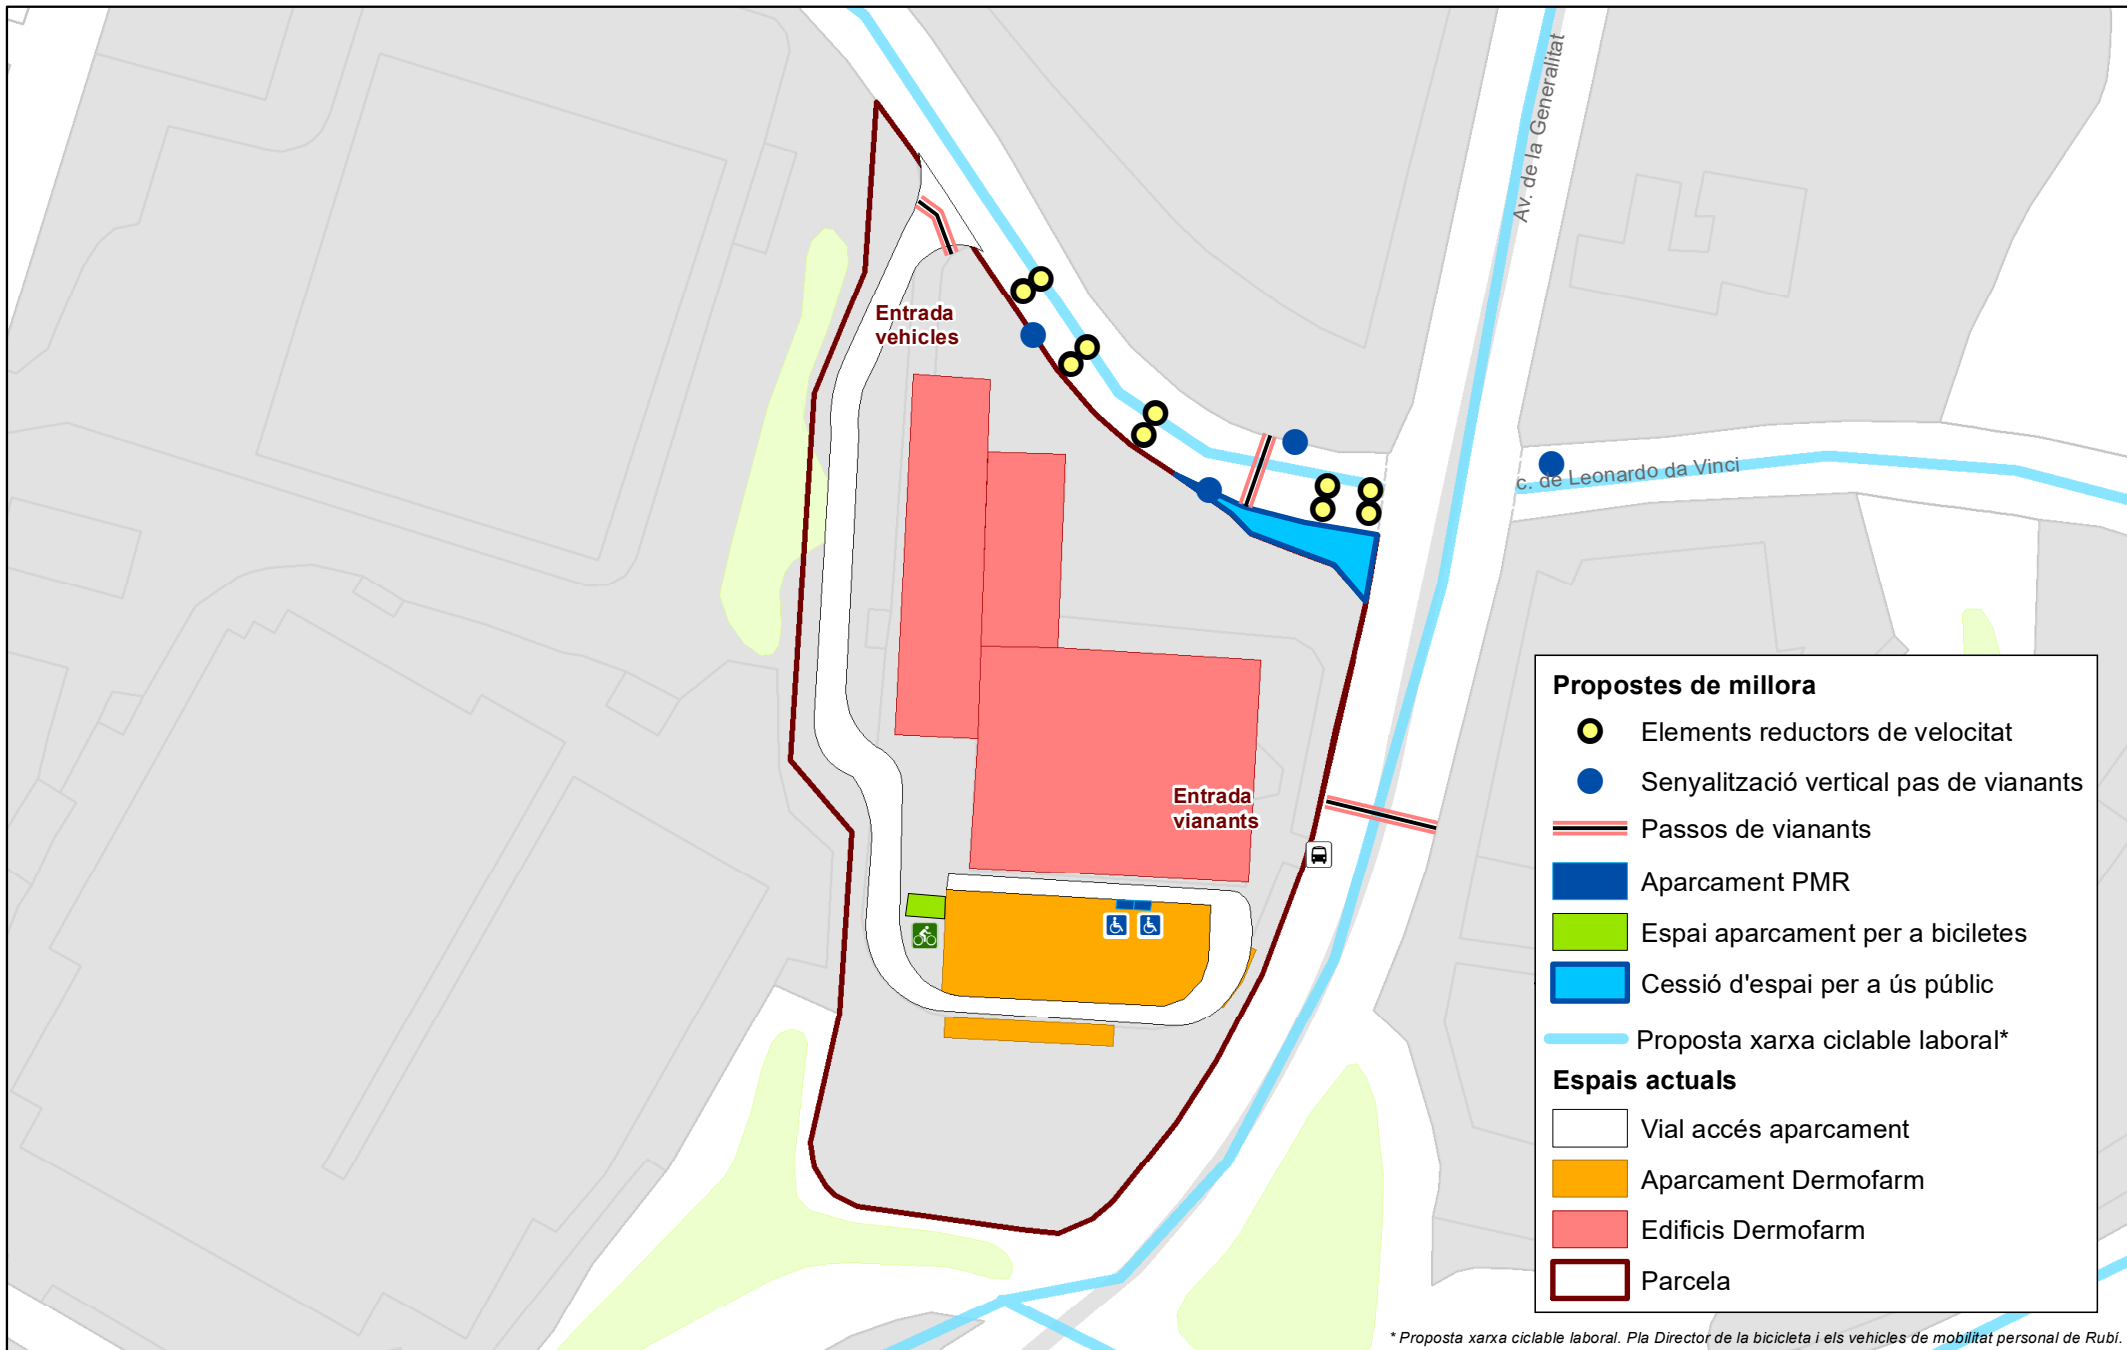 Av. de la Generalitat
Entrada
vehicles
c. de Leonardo da Vinci
Entrada
vianants
Propostes de millora
Elements reductors de velocitat
Senyalització vertical pas de vianants
Passos de vianants
Aparcament PMR
Espai aparcament per a biciletes
Cessió d'espai per a ús públic
Proposta xarxa ciclable laboral*
Espais actuals
Vial accés aparcament
Aparcament Dermofarm
Edificis Dermofarm
Parcela
* Proposta xarxa ciclable laboral. Pla Director de la bicicleta i els vehicles de mobilitat personal de Rubí.